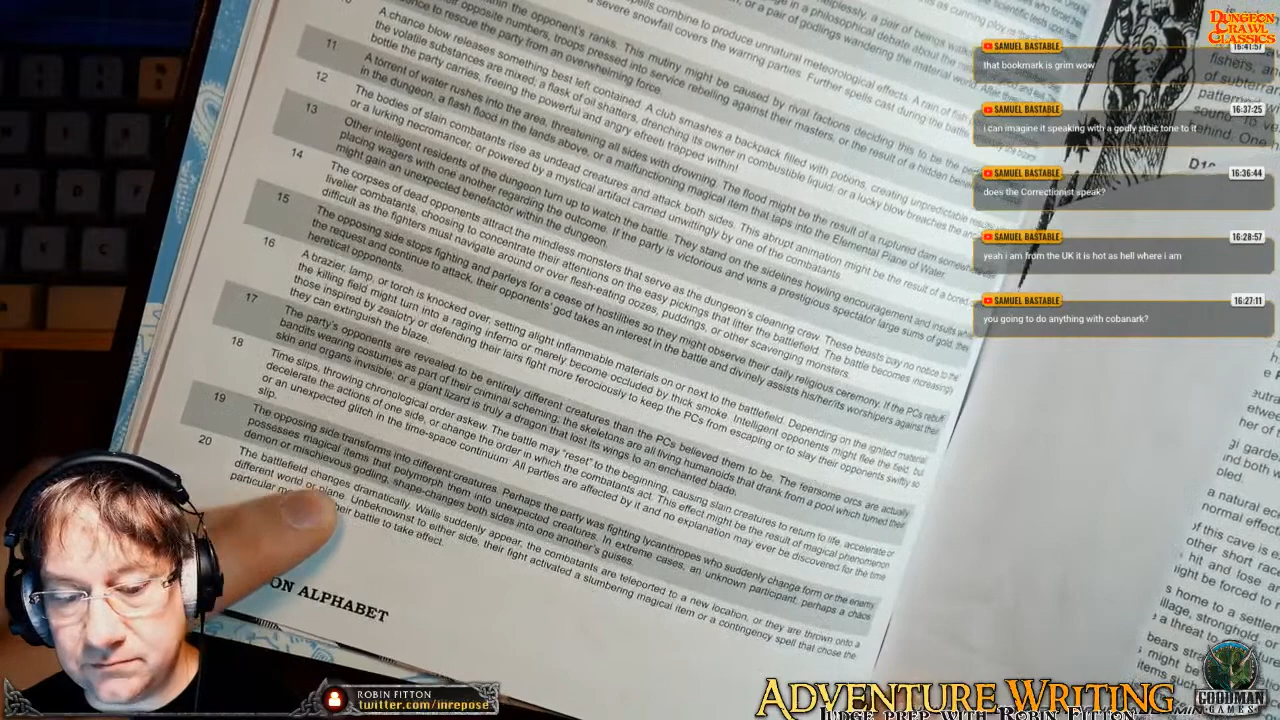 within the opponent's ranks. This mutiny might be caused by rival factions deciding this to be the
opposite numbers, troops pressed into service rebelling against their masters, or the result of a hidden
to rescue the party from overwhelming force.
11
A chance blow releases something best left contained. A club smashes a backpack filled with potions, creating unpredictable
the volatile substances are mixed; a flask of oil shatters, drenching its owner in combustible liquid; or a lucky blow breaches the
bottle the party carries, freeing the powerful and angry efreeti trapped within!
12
A torrent of water rushes into the area, threatening all sides with drowning. The flood might be the result of a ruptured dam somewhere
in the dungeon, a flash flood in the lands above, or a malfunctioning magical item that taps into the Elemental Plane of Water.
13
The bodies of slain combatants rise as undead creatures and attack both sides. This abrupt animation might be the result of a bored
or a lurking necromancer, or powered by a mystical artifact carried unwittingly by one of the combatants.
14
Other intelligent residents of the dungeon turn up to watch the battle. They stand on the sidelines howling encouragement and insults
placing wagers with one another regarding the outcome. If the party is victorious and wins a prestigious spectator large sums of gold, they
might gain an unexpected benefactor within the dungeon.
15
The corpses of dead opponents attract the mindless monsters that serve as the dungeon's cleaning crew. These beasts pay no notice to the
livelier combatants, choosing to concentrate their attentions on the easy pickings that litter the battlefield. The battle becomes increasingly
difficult as the fighters must navigate around or over flesh-eating oozes, puddings, or other scavenging monsters.
16
The opposing side stops fighting and parleys for a cease of hostilities so they might observe their daily religious ceremony. If the PCs rebuff
the request and continue to attack, their opponents' god takes an interest in the battle and divinely assists his/her/its worshipers against their
heretical opponents.
17
A brazier, lamp, or torch is knocked over, setting alight inflammable materials on or next to the battlefield. Depending on the ignited material
the killing field might turn into a raging inferno or merely become occluded by thick smoke. Intelligent opponents might flee the field, but
those inspired by zealotry or defending their lairs fight more ferociously to keep the PCs from escaping or to slay their opponents swiftly so
they can extinguish the blaze.
18
The party's opponents are revealed to be entirely different creatures than the PCs believed them to be. The fearsome orcs are actually
bandits wearing costumes as part of their criminal scheming; the skeletons are all living humanoids that drank from a pool which turned their
skin and organs invisible; or a giant lizard is truly a dragon that lost its wings to an enchanted blade.
19
Time slips, throwing chronological order askew. The battle may "reset" to the beginning, causing slain creatures to return to life, accelerate or
decelerate the actions of one side, or change the order in which the combatants act. This effect might be the result of magical phenomenon
or an unexpected glitch in the time-space continuum. All parties are affected by it and no explanation may ever be discovered for the time
slip.
20
The opposing side transforms into different creatures. Perhaps the party was fighting lycanthropes who suddenly change form or the enemy
possesses magical items that polymorph them into unexpected creatures. In extreme cases, an unknown participant, perhaps a chaos
demon or mischievous godling, shape-changes both sides into one another's guises.
The battlefield changes dramatically. Walls suddenly appear, the combatants are teleported to a new location, or they are thrown onto a
different world or plane. Unbeknownst to either side, their fight activated a slumbering magical item or a contingency spell that chose the
particular their battle to take effect.
ON ALPHABET
DUNGEON
CRAWL
CLASSICS
SAMUEL BASTABLE 16:41:57
that bookmark is grim wow
SAMUEL BASTABLE 16:37:25
i can imagine it speaking with a godly stoic tone to it
SAMUEL BASTABLE 16:36:44
does the Correctionist speak?
SAMUEL BASTABLE 16:28:57
yeah i am from the UK it is hot as hell where i am
SAMUEL BASTABLE 16:27:11
you going to do anything with cobanark?
ROBIN FITTON
twitter.com/inrepose
ADVENTURE WRITING
JUDGE PREP WITH ROBIN FITTON
GOODMAN
GAMES